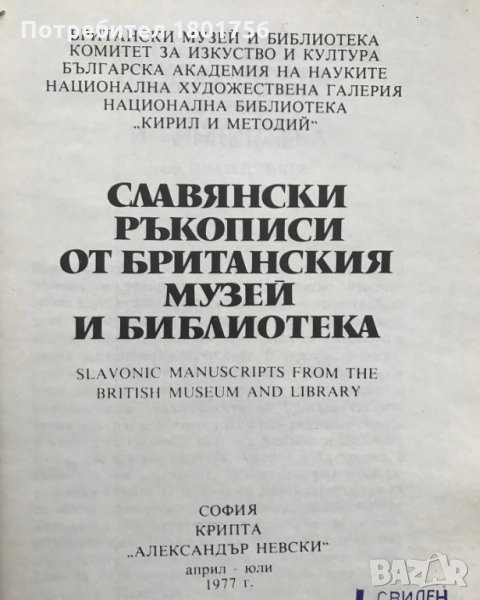 Потребител 1801756
БРИТАНСКИ МУЗЕЙ И БИБЛИОТЕКА
КОМИТЕТ ЗА ИЗКУСТВО И КУЛТУРА
БЪЛГАРСКА АКАДЕМИЯ НА НАУКИТЕ
НАЦИОНАЛНА ХУДОЖЕСТВЕНА ГАЛЕРИЯ
НАЦИОНАЛНА БИБЛИОТЕКА
„КИРИЛ И МЕТОДИЙ"
СЛАВЯНСКИ
РЪКОПИСИ
ОТ БРИТАНСКИЯ
МУЗЕЙ
И БИБЛИОТЕКА
SLAVONIC MANUSCRIPTS FROM THE
BRITISH MUSEUM AND LIBRARY
СОФИЯ
КРИПТА
„АЛЕКСАНДЪР НЕВСКИ"
април - юли
1977 г.
bazar